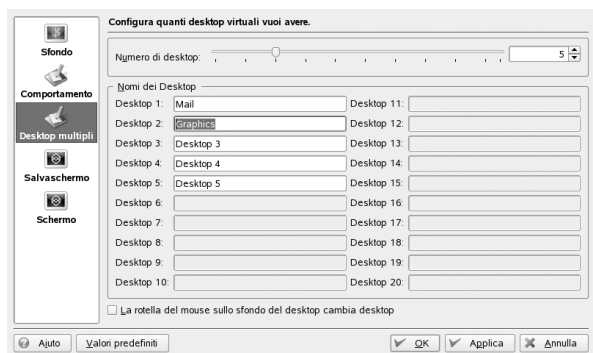 Configura quanti desktop virtuali vuoi avere.
Sfondo
Comportamento
Desktop multipli
Salvaschermo
Schermo
Numero di desktop: 5
Nomi dei Desktop
Desktop 1: Mail Desktop 11:
Desktop 2: Graphics Desktop 12:
Desktop 3: Desktop 3 Desktop 13:
Desktop 4: Desktop 4 Desktop 14:
Desktop 5: Desktop 5 Desktop 15:
Desktop 6: Desktop 16:
Desktop 7: Desktop 17:
Desktop 8: Desktop 18:
Desktop 9: Desktop 19:
Desktop 10: Desktop 20:
La rotella del mouse sullo sfondo del desktop cambia desktop
Aiuto Valori predefiniti OK Applica Annulla